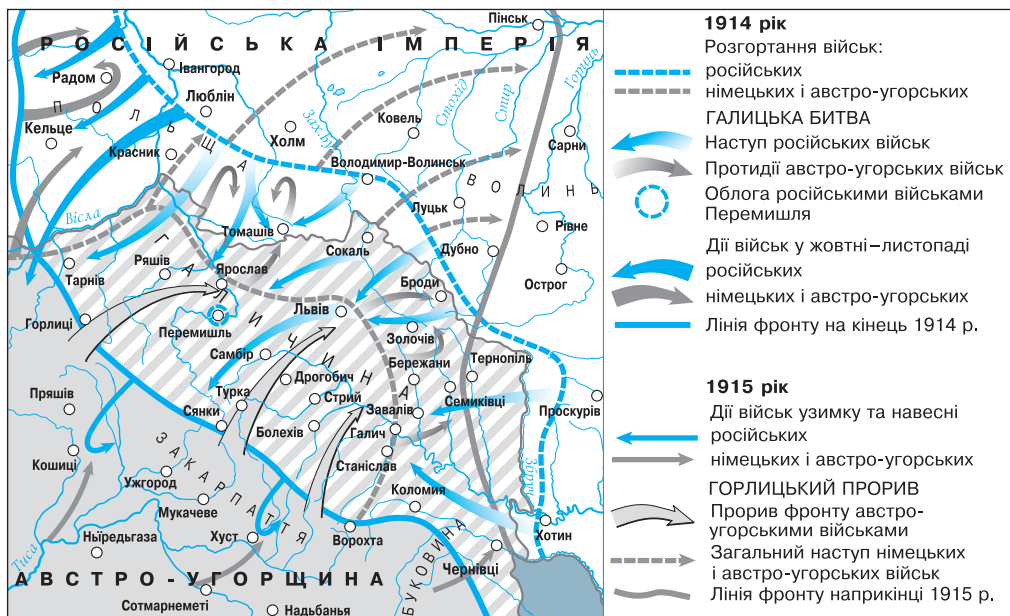 РОСІЙСЬКА ІМПЕРІЯ
Пінськ
Горинь
Івангород
Радом
Стохід
Стир
ПОЛЬЩА
Люблін
Ковель
Кельце
Холм
Сарни
Красник
Володимир-Волинськ
ВОЛИНЬ
Луцьк
Вісла
Томашів
Рівне
Сокаль
Дубно
Тарнів
Ряшів
Ярослав
Броди
Острог
ГАЛИЧИНА
Горлиці
Львів
Перемишль
Золочів
Самбір
Бережани
Тернопіль
Дрогобич
Турка
Стрий
Пряшів
Завалів
Семиківці
Проскурів
Сянки
Болехів
Галич
Кошиці
ЗАКАРПАТТЯ
Станіслав
Збруч
Ужгород
Коломия
Мукачеве
Тиса
Ньїредьгаза
Хуст
Ворохта
Хотин
БУКОВИНА
Чернівці
АВСТРО-УГОРЩИНА
Сотмарнеметі
Надьбанья
1914 рік
Розгортання військ:
російських
німецьких і австро-угорських
ГАЛИЦЬКА БИТВА
Наступ російських військ
Протидії австро-угорських військ
Облога російськими військами
Перемишля
Дії військ у жовтні–листопаді
російських
німецьких і австро-угорських
Лінія фронту на кінець 1914 р.
1915 рік
Дії військ узимку та навесні
російських
німецьких і австро-угорських
ГОРЛИЦЬКИЙ ПРОРИВ
Прорив фронту австро-
угорськими військами
Загальний наступ німецьких
і австро-угорських військ
Лінія фронту наприкінці 1915 р.